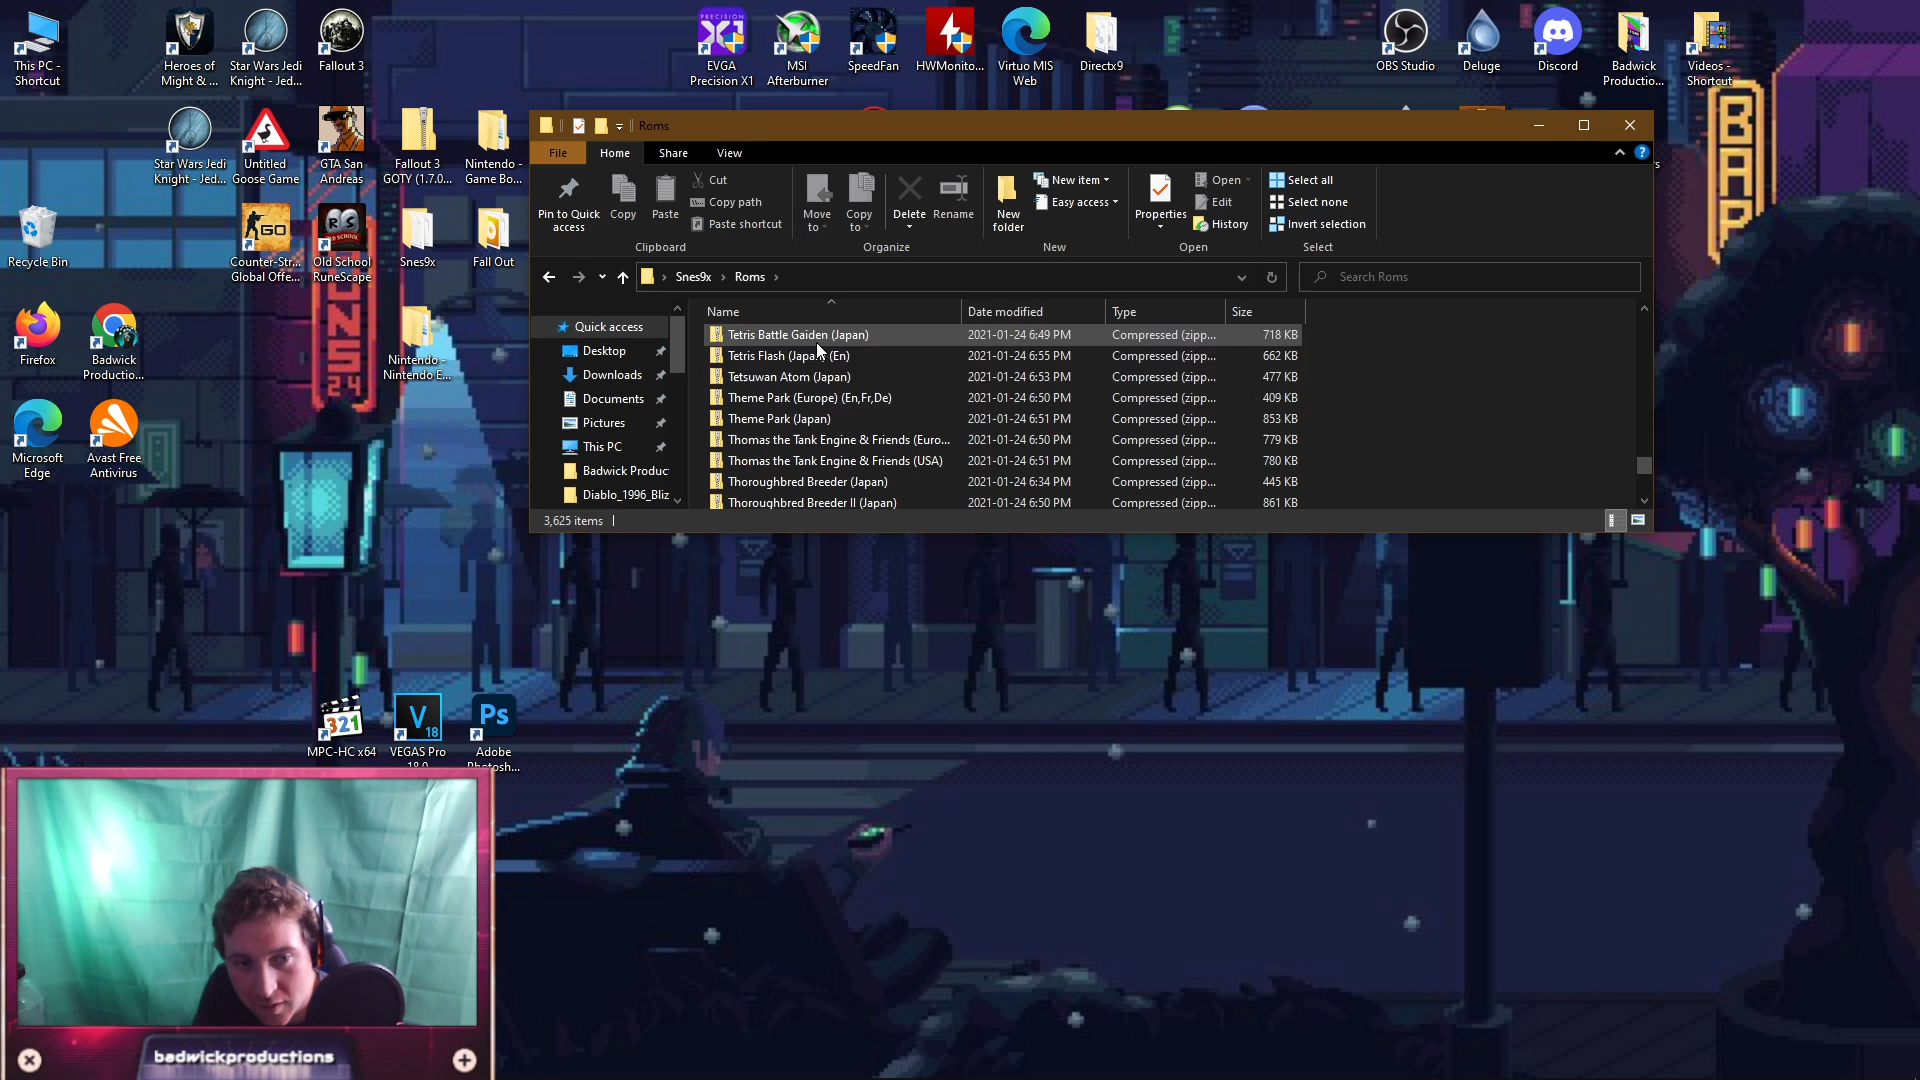 This PC -
Shortcut
Heroes of
Might & ...
Star Wars Jedi
Knight - Jed...
Fallout 3
PRECISION
X1
EVGA
Precision X1
MSI
Afterburner
SpeedFan
HWMonito...
Virtuo MIS
Web
Directx9
OBS Studio
Deluge
Discord
Badwick
Productio...
Videos -
Shortcut
Star Wars Jedi
Knight - Jed...
Untitled
Goose Game
GTA San
Andreas
Fallout 3
GOTY (1.7.0...
Nintendo -
Game Bo...
Recycle Bin
GO
Counter-Str...
Global Offe...
RS
Old School
RuneScape
Snes9x
Fall Out
Firefox
Badwick
Productio...
Nintendo -
Nintendo E...
Microsoft
Edge
Avast Free
Antivirus
24
BAR
Roms
File
Home
Share
View
Pin to Quick
access
Copy
Paste
Cut
Copy path
Paste shortcut
Clipboard
Move
to
Copy
to
Delete
Rename
Organize
New
folder
New item
Easy access
New
Properties
Open
Edit
History
Open
Select all
Select none
Invert selection
Select
Snes9x
Roms
Search Roms
Quick access
Desktop
Downloads
Documents
Pictures
This PC
Badwick Produc
Diablo_1996_Bliz
Name Date modified Type Size
Tetris Battle Gaiden (Japan) 2021-01-24 6:49 PM Compressed (zipp... 718 KB
Tetris Flash (Japan) (En) 2021-01-24 6:55 PM Compressed (zipp... 662 KB
Tetsuwan Atom (Japan) 2021-01-24 6:53 PM Compressed (zipp... 477 KB
Theme Park (Europe) (En,Fr,De) 2021-01-24 6:50 PM Compressed (zipp... 409 KB
Theme Park (Japan) 2021-01-24 6:51 PM Compressed (zipp... 853 KB
Thomas the Tank Engine & Friends (Euro... 2021-01-24 6:50 PM Compressed (zipp... 779 KB
Thomas the Tank Engine & Friends (USA) 2021-01-24 6:51 PM Compressed (zipp... 780 KB
Thoroughbred Breeder (Japan) 2021-01-24 6:34 PM Compressed (zipp... 445 KB
Thoroughbred Breeder II (Japan) 2021-01-24 6:50 PM Compressed (zipp... 861 KB
3,625 items
321
MPC-HC x64
V
18
VEGAS Pro
18.0
Ps
Adobe
Photosh...
badwickproductions